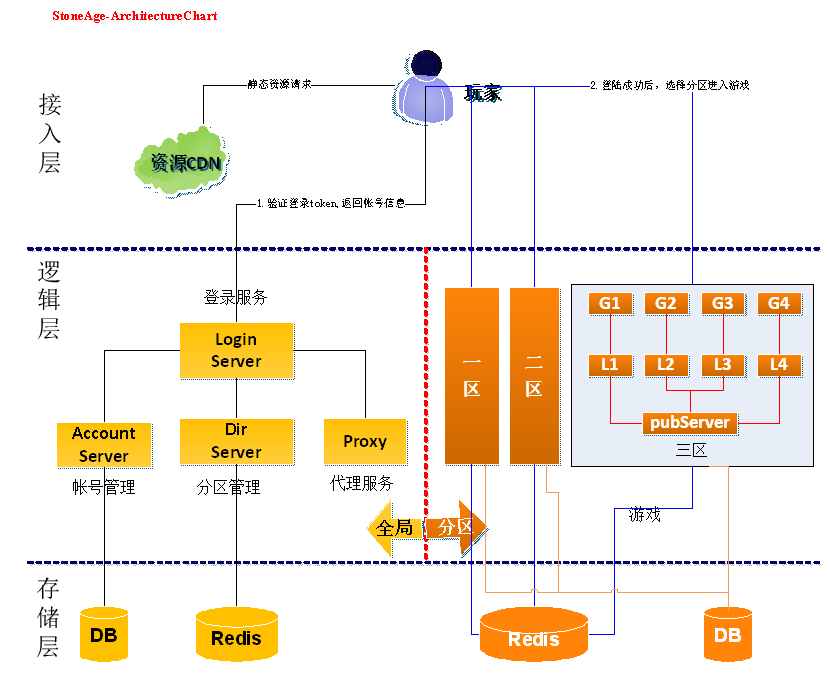 StoneAge-ArchitectureChart
接入层
静态资源请求
玩家
2.登陆成功后，选择分区进入游戏
资源CDN
1.验证登录token,返回帐号信息
逻辑层
登录服务
Login
Server
Account
Server
帐号管理
Dir
Server
分区管理
Proxy
代理服务
一区
二区
G1
G2
G3
G4
L1
L2
L3
L4
pubServer
三区
全局
分区
游戏
存储层
DB
Redis
Redis
DB